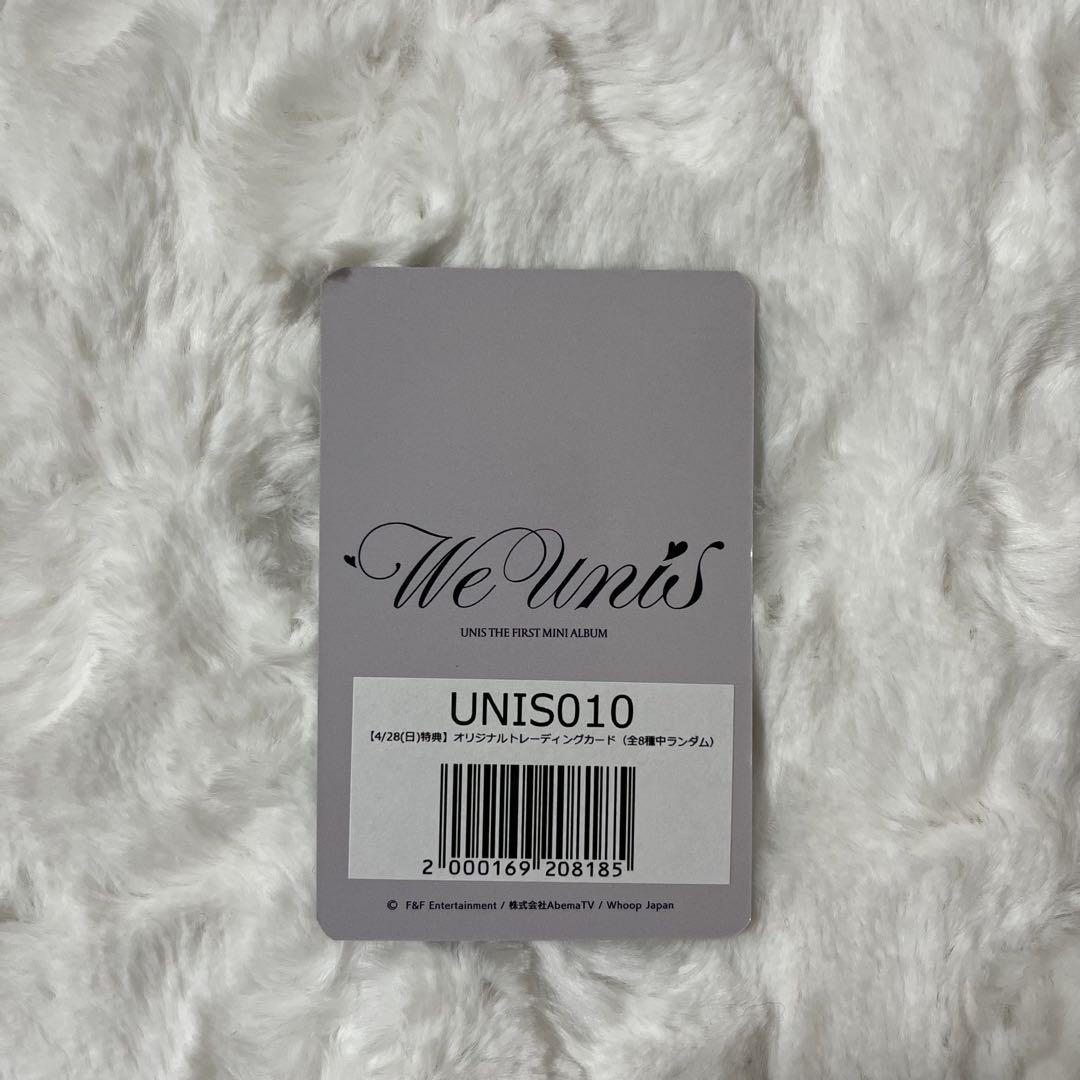 We Unis
UNIS THE FIRST MINI ALBUM
UNIS010
【4/28(日)特典】オリジナルトレーディングカード（全8種中ランダム）
2 000169 208185
© F&F Entertainment / 株式会社AbemaTV / Whoop Japan